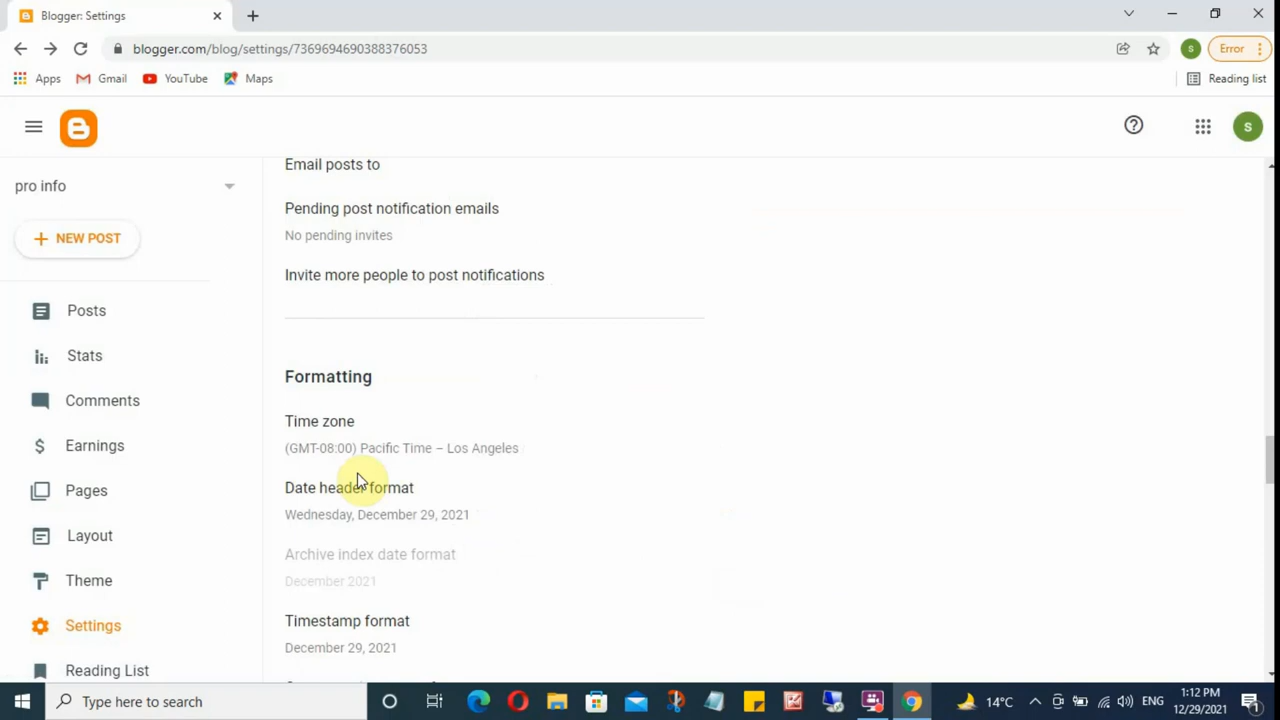 Blogger: Settings
blogger.com/blog/settings/7369694690388376053
S
Error
Apps
Gmail
YouTube
Maps
Reading list
S
pro info
NEW POST
Posts
Stats
Comments
Earnings
Pages
Layout
Theme
Settings
Reading List
Email posts to
Pending post notification emails
No pending invites
Invite more people to post notifications
Formatting
Time zone
(GMT-08:00) Pacific Time – Los Angeles
Date header format
Wednesday, December 29, 2021
Archive index date format
December 2021
Timestamp format
December 29, 2021
Type here to search
14°C
ENG
1:12 PM
12/29/2021
1